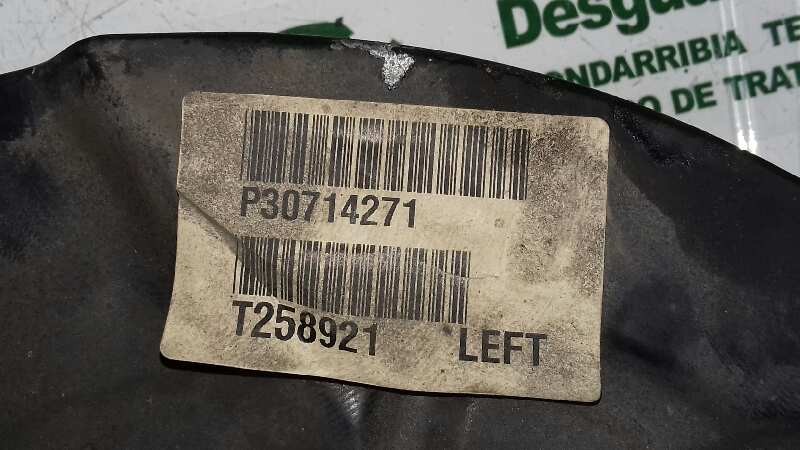 Desgua
ONDARRIBIA TE
O DE TRAT
P30714271
T258921 LEFT